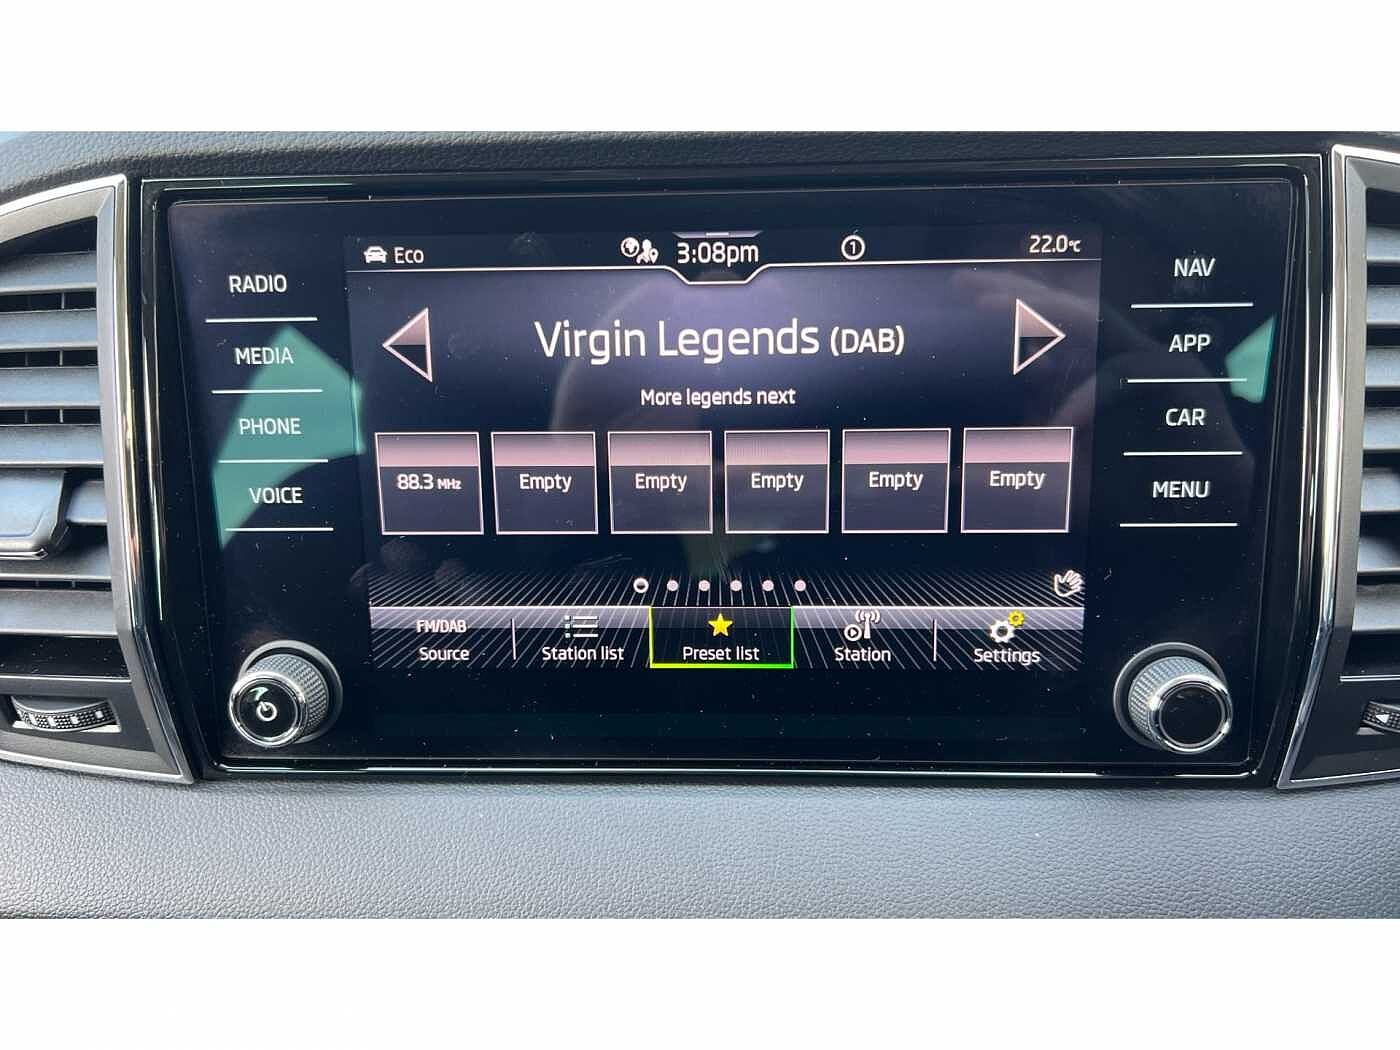 Eco
3:08pm
1
22.0°C
RADIO
MEDIA
PHONE
VOICE
NAV
APP
CAR
MENU
Virgin Legends (DAB)
More legends next
88.3 MHz
Empty
Empty
Empty
Empty
Empty
FM/DAB
Source
Station list
Preset list
Station
Settings